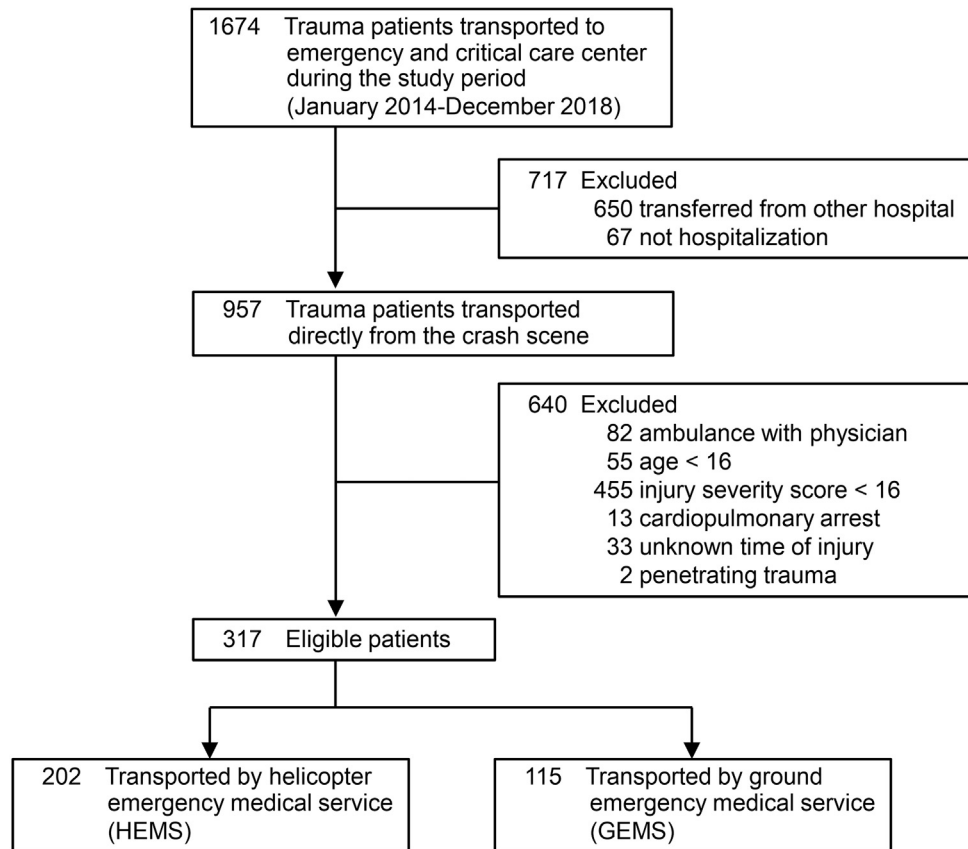 1674 Trauma patients transported to
emergency and critical care center
during the study period
(January 2014-December 2018)
717 Excluded
650 transferred from other hospital
67 not hospitalization
957 Trauma patients transported
directly from the crash scene
640 Excluded
82 ambulance with physician
55 age < 16
455 injury severity score < 16
13 cardiopulmonary arrest
33 unknown time of injury
2 penetrating trauma
317 Eligible patients
202 Transported by helicopter
emergency medical service
(HEMS)
115 Transported by ground
emergency medical service
(GEMS)